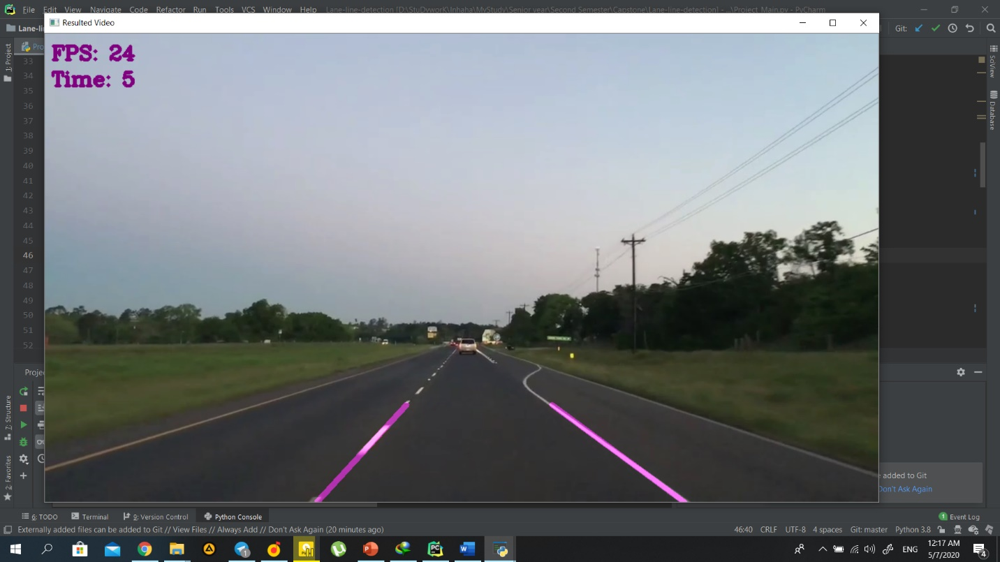 File Edit View Navigate Code Refactor Run Tools VCS Window Help Lane-line-detection [D:\StuDyworK\Inhaha\MyStudy\Senior year\Second Semester\Capstone\Lane-line-detection] - ...\Project_Main.py - PyCharm
Resulted Video
Lane-li
Git:
Pro
FPS: 24
Time: 5
1: Project
SciView
Database
33
34
35
36
37
38
39
40
41
42
43
44
45
46
47
48
49
50
51
52
Proje
7: Structure
2: Favorites
e added to Git
Don't Ask Again
6: TODO Terminal 9: Version Control Python Console 1 Event Log
Externally added files can be added to Git // View Files // Always Add // Don't Ask Again (20 minutes ago) 46:40 CRLF UTF-8 4 spaces Git: master Python 3.8
12:17 AM
ENG
5/7/2020
4